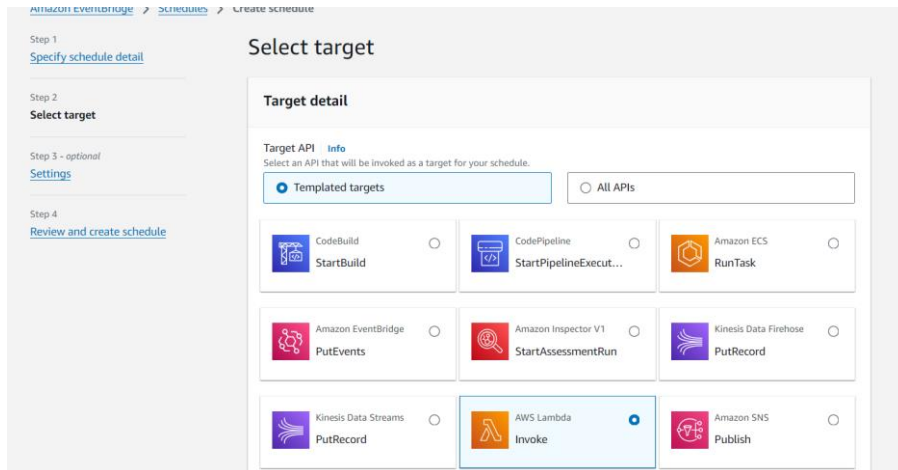 Amazon EventBridge > Schedules > Create schedule
Step 1
Specify schedule detail
Step 2
Select target
Step 3 - optional
Settings
Step 4
Review and create schedule
Select target
Target detail
Target API Info
Select an API that will be invoked as a target for your schedule.
Templated targets
All APIs
CodeBuild
StartBuild
CodePipeline
StartPipelineExecut...
Amazon ECS
RunTask
Amazon EventBridge
PutEvents
Amazon Inspector V1
StartAssessmentRun
Kinesis Data Firehose
PutRecord
Kinesis Data Streams
PutRecord
AWS Lambda
Invoke
Amazon SNS
Publish